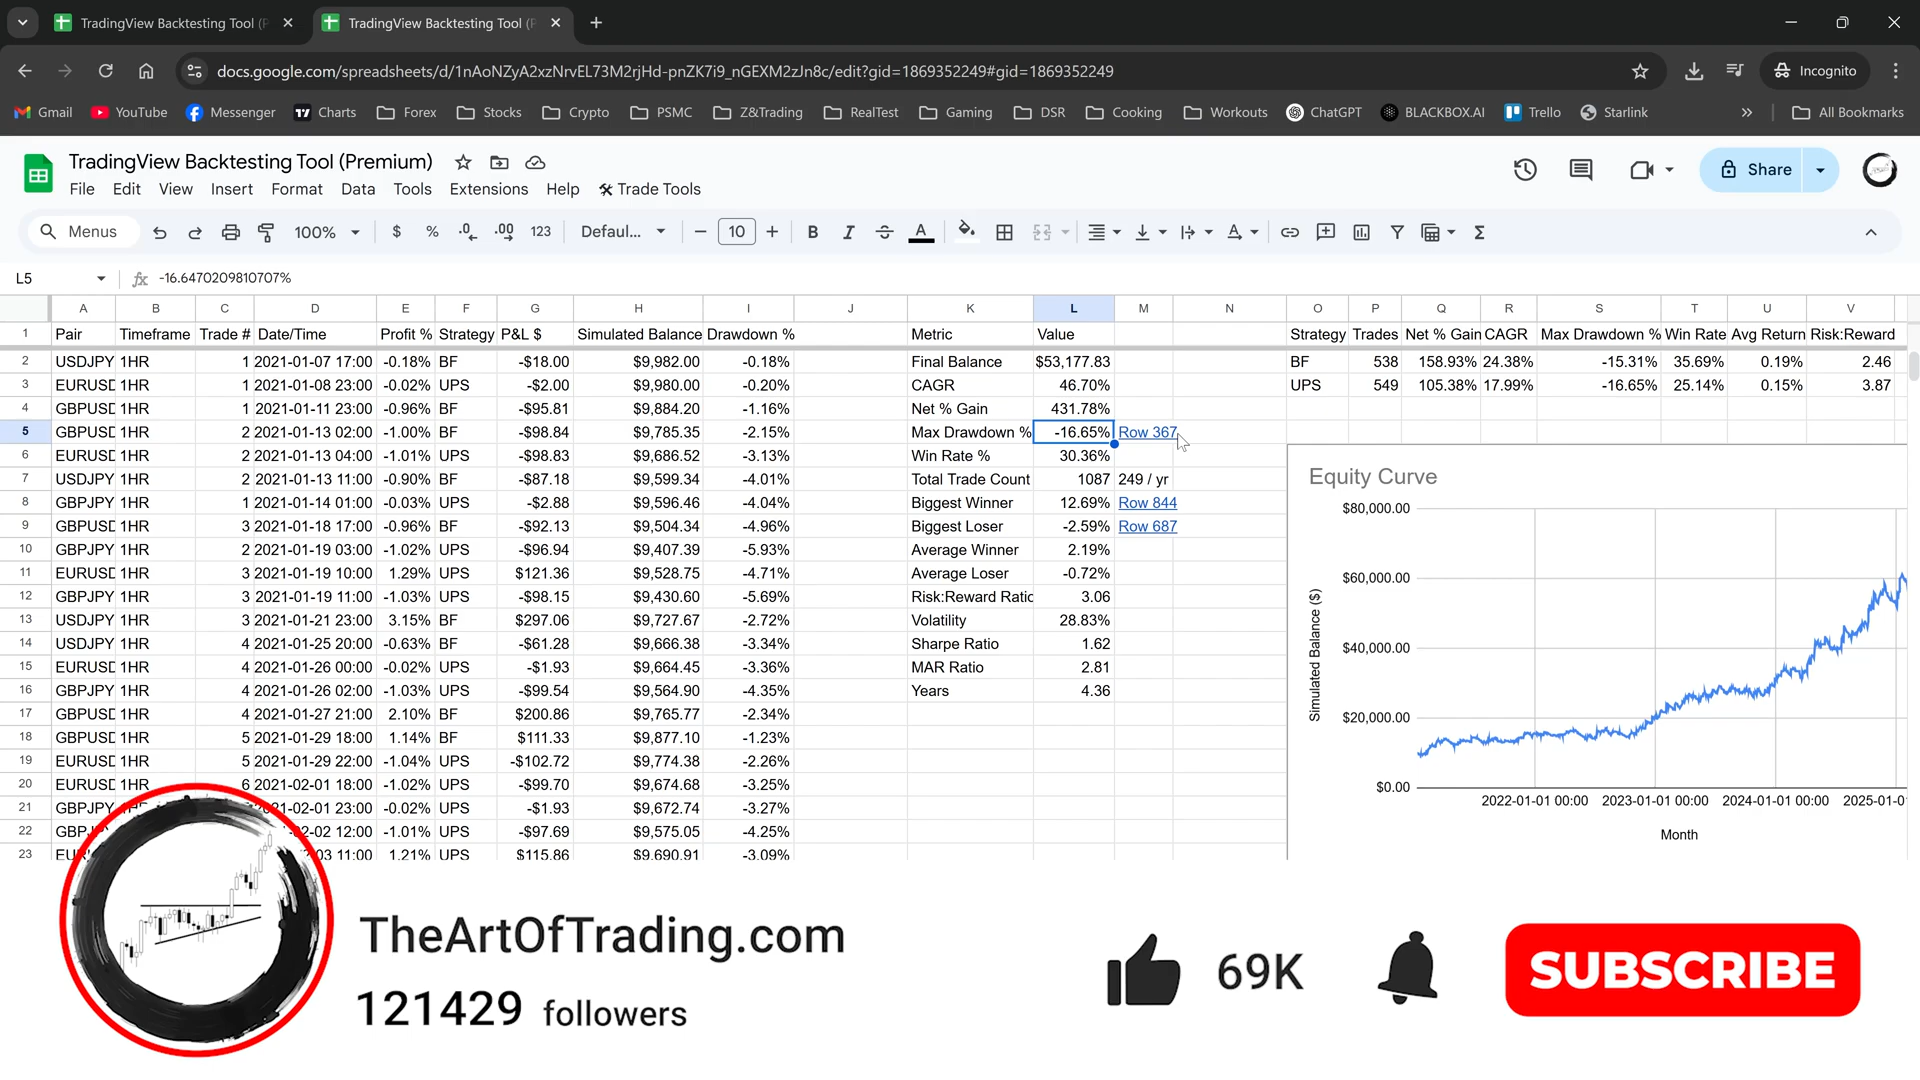 TradingView Backtesting Tool (P
TradingView Backtesting Tool (P
docs.google.com/spreadsheets/d/1nAoNZyA2xzNrvEL73M2rjHd-pnZK7i9_nGEXM2zJn8c/edit?gid=1869352249#gid=1869352249
Incognito
Gmail YouTube Messenger Charts Forex Stocks Crypto PSMC Z&Trading RealTest Gaming DSR Cooking Workouts ChatGPT BLACKBOX.AI Trello Starlink » All Bookmarks
TradingView Backtesting Tool (Premium)
File Edit View Insert Format Data Tools Extensions Help Trade Tools
Share
Menus 100% $ % .0 .00 123 Defaul... − 10 + B I A Σ
L5 fx -16.6470209810707%
A B C D E F G H I J K L M N O P Q R S T U V
1 Pair Timeframe Trade # Date/Time Profit % Strategy P&L $ Simulated Balance Drawdown % Metric Value Strategy Trades Net % Gain CAGR Max Drawdown % Win Rate Avg Return Risk:Reward
2 USDJPY 1HR 1 2021-01-07 17:00 -0.18% BF -$18.00 $9,982.00 -0.18% Final Balance $53,177.83 BF 538 158.93% 24.38% -15.31% 35.69% 0.19% 2.46
3 EURUSD 1HR 1 2021-01-08 23:00 -0.02% UPS -$2.00 $9,980.00 -0.20% CAGR 46.70% UPS 549 105.38% 17.99% -16.65% 25.14% 0.15% 3.87
4 GBPUSD 1HR 1 2021-01-11 23:00 -0.96% BF -$95.81 $9,884.20 -1.16% Net % Gain 431.78%
5 GBPUSD 1HR 2 2021-01-13 02:00 -1.00% BF -$98.84 $9,785.35 -2.15% Max Drawdown % -16.65% Row 367
6 EURUSD 1HR 2 2021-01-13 04:00 -1.01% UPS -$98.83 $9,686.52 -3.13% Win Rate % 30.36%
7 USDJPY 1HR 2 2021-01-13 11:00 -0.90% BF -$87.18 $9,599.34 -4.01% Total Trade Count 1087 249 / yr
8 GBPJPY 1HR 1 2021-01-14 01:00 -0.03% UPS -$2.88 $9,596.46 -4.04% Biggest Winner 12.69% Row 844
9 GBPUSD 1HR 3 2021-01-18 17:00 -0.96% BF -$92.13 $9,504.34 -4.96% Biggest Loser -2.59% Row 687
10 GBPJPY 1HR 2 2021-01-19 03:00 -1.02% UPS -$96.94 $9,407.39 -5.93% Average Winner 2.19%
11 EURUSD 1HR 3 2021-01-19 10:00 1.29% UPS $121.36 $9,528.75 -4.71% Average Loser -0.72%
12 GBPJPY 1HR 3 2021-01-19 11:00 -1.03% UPS -$98.15 $9,430.60 -5.69% Risk:Reward Ratio 3.06
13 USDJPY 1HR 3 2021-01-21 23:00 3.15% BF $297.06 $9,727.67 -2.72% Volatility 28.83%
14 USDJPY 1HR 4 2021-01-25 20:00 -0.63% BF -$61.28 $9,666.38 -3.34% Sharpe Ratio 1.62
15 EURUSD 1HR 4 2021-01-26 00:00 -0.02% UPS -$1.93 $9,664.45 -3.36% MAR Ratio 2.81
16 GBPJPY 1HR 4 2021-01-26 02:00 -1.03% UPS -$99.54 $9,564.90 -4.35% Years 4.36
17 GBPUSD 1HR 4 2021-01-27 21:00 2.10% BF $200.86 $9,765.77 -2.34%
18 GBPUSD 1HR 5 2021-01-29 18:00 1.14% BF $111.33 $9,877.10 -1.23%
19 EURUSD 1HR 5 2021-01-29 22:00 -1.04% UPS -$102.72 $9,774.38 -2.26%
20 EURUSD 1HR 6 2021-02-01 18:00 -1.02% UPS -$99.70 $9,674.68 -3.25%
21 GBPJPY 1HR 2021-02-01 23:00 -0.02% UPS -$1.93 $9,672.74 -3.27%
22 GBPJ -02-02 12:00 -1.01% UPS -$97.69 $9,575.05 -4.25%
23 EUR 03 11:00 1.21% UPS $115.86 $9,690.91 -3.09%
Equity Curve
$80,000.00
$60,000.00
$40,000.00
$20,000.00
$0.00
Simulated Balance ($)
2022-01-01 00:00 2023-01-01 00:00 2024-01-01 00:00 2025-01-0
Month
TheArtOfTrading.com
121429 followers
69K
SUBSCRIBE